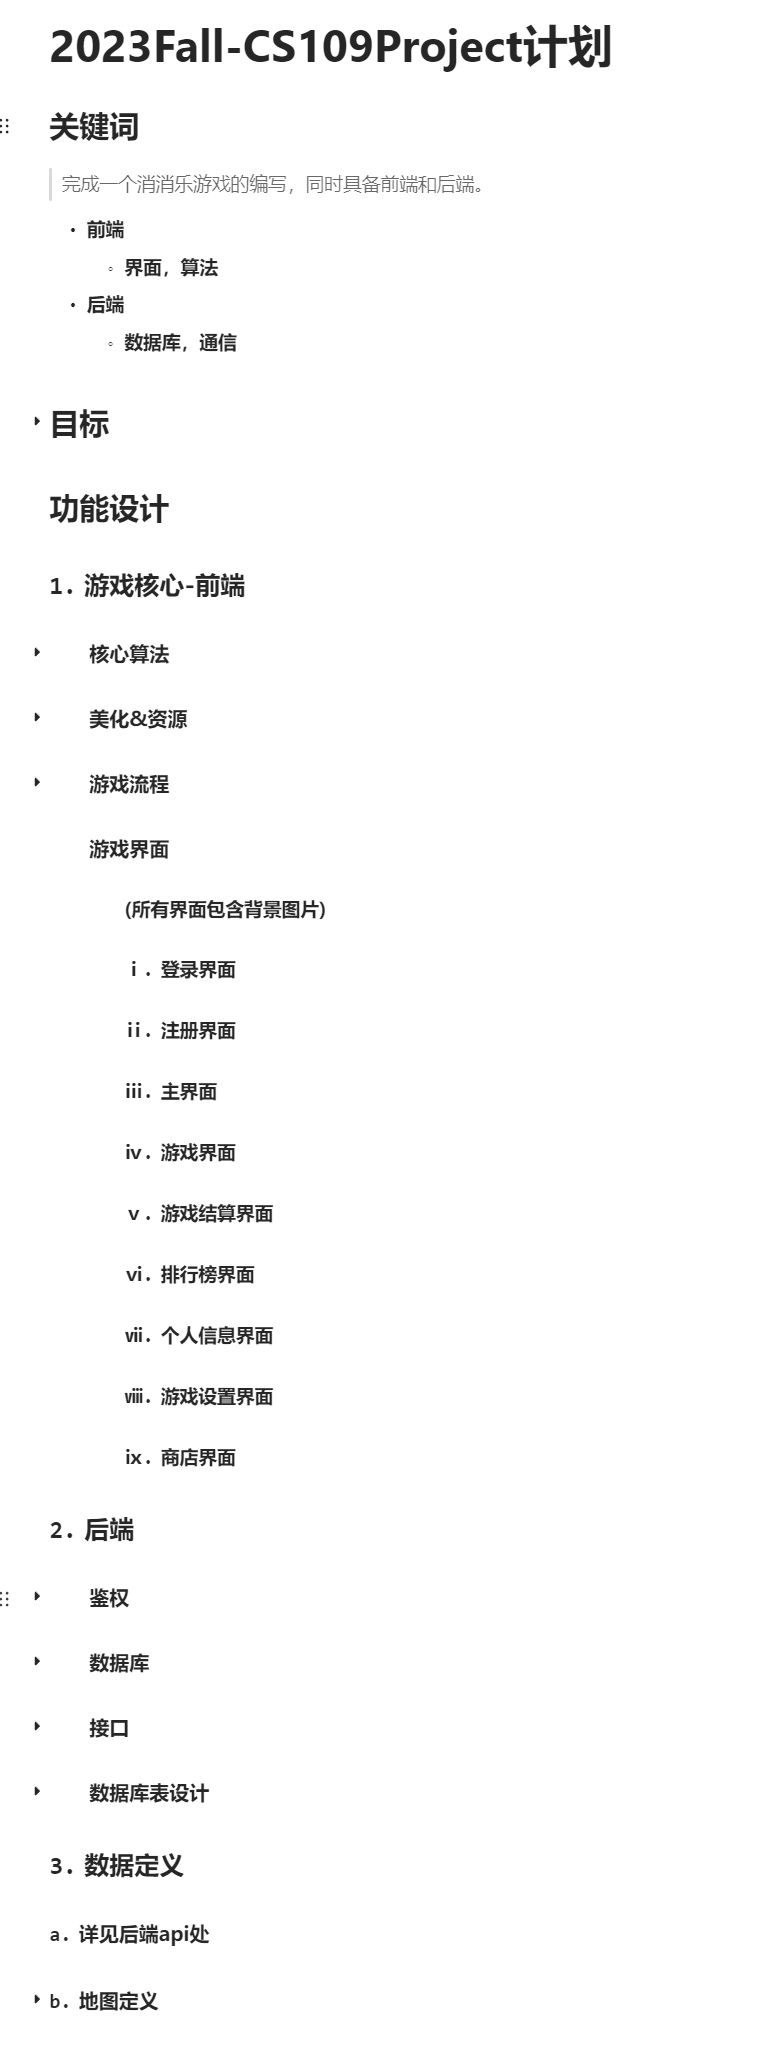 2023Fall-CS109Project计划
关键词
完成一个消消乐游戏的编写，同时具备前端和后端。
• 前端
◦ 界面，算法
• 后端
◦ 数据库，通信
目标
功能设计
1. 游戏核心-前端
核心算法
美化&资源
游戏流程
游戏界面
(所有界面包含背景图片)
ⅰ. 登录界面
ⅱ. 注册界面
ⅲ. 主界面
ⅳ. 游戏界面
ⅴ. 游戏结算界面
ⅵ. 排行榜界面
ⅶ. 个人信息界面
ⅷ. 游戏设置界面
ⅸ. 商店界面
2. 后端
鉴权
数据库
接口
数据库表设计
3. 数据定义
a. 详见后端api处
b. 地图定义